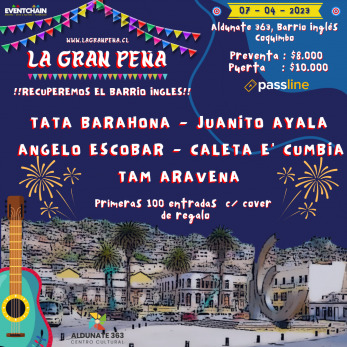 EVENTCHAIN
WWW.LAGRANPENA.CL
LA GRAN PEÑA
!!RECUPEREMOS EL BARRIO INGLES!!
07 - 04 - 2023
Aldunate 363, Barrio inglés
Coquimbo
Preventa : $8.000
Puerta : $10.000
passline
TATA BARAHONA - JUANITO AYALA
ANGELO ESCOBAR - CALETA E' CUMBIA
TAM ARAVENA
Primeras 100 entradas c/ cover
de regalo
ALDUNATE 363
CENTRO CULTURAL